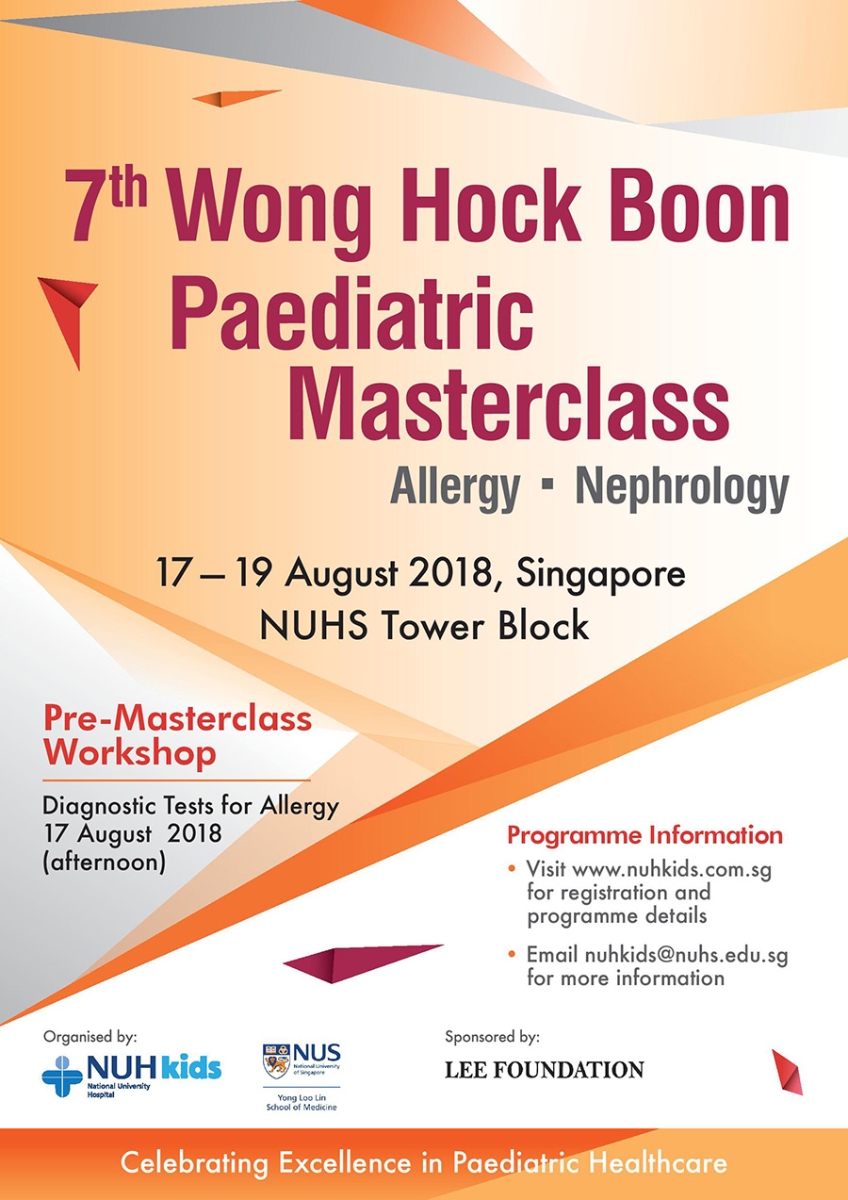 7th Wong Hock Boon
Paediatric
Masterclass
Allergy ▪ Nephrology
17 – 19 August 2018, Singapore
NUHS Tower Block
Pre-Masterclass
Workshop
Diagnostic Tests for Allergy
17 August 2018
(afternoon)
Programme Information
• Visit www.nuhkids.com.sg
for registration and
programme details
• Email nuhkids@nuhs.edu.sg
for more information
Organised by:
NUH kids
National University
Hospital
NUS
National University
of Singapore
Yong Loo Lin
School of Medicine
Sponsored by:
LEE FOUNDATION
Celebrating Excellence in Paediatric Healthcare